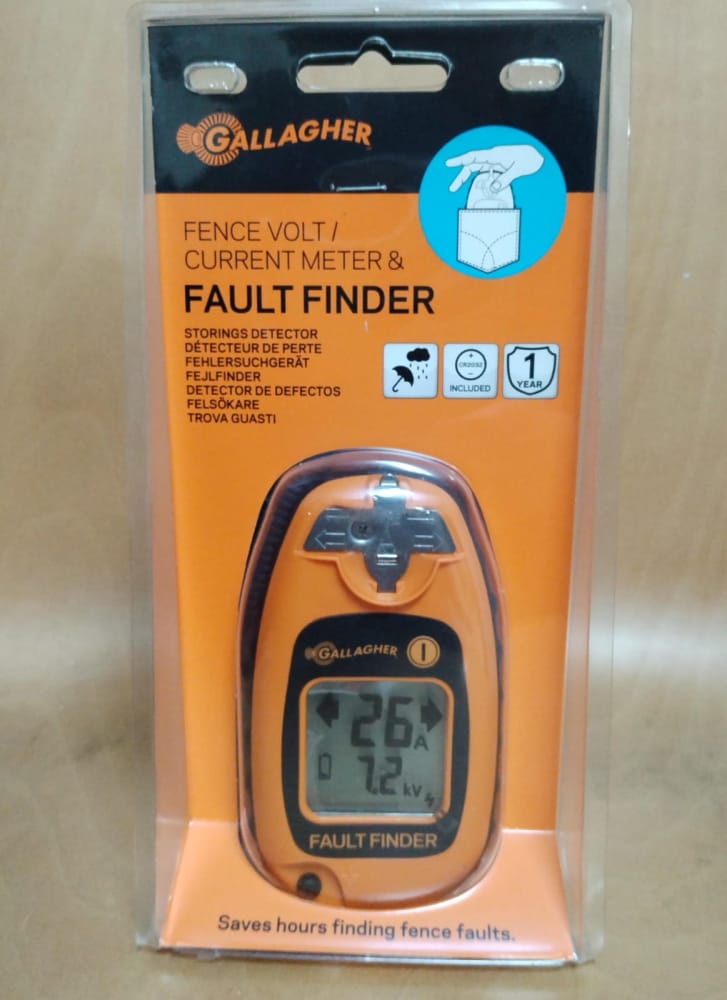 GALLAGHER
FENCE VOLT /
CURRENT METER &
FAULT FINDER
STORINGS DETECTOR
DÉTECTEUR DE PERTE
FEHLERSUCHGERÄT
FEJLFINDER
DETECTOR DE DEFECTOS
FELSÖKARE
TROVA GUASTI
CR2032
INCLUDED
1
YEAR
GALLAGHER
26 A
7.2 kV
FAULT FINDER
Saves hours finding fence faults.